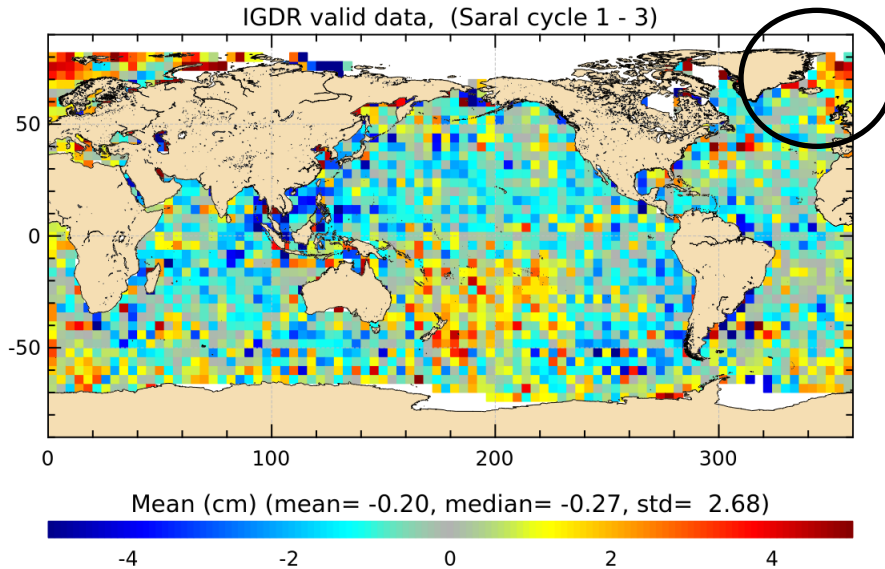 IGDR valid data, (Saral cycle 1 - 3)
50
0
-50
0 100 200 300
Mean (cm) (mean= -0.20, median= -0.27, std= 2.68)
-4 -2 0 2 4